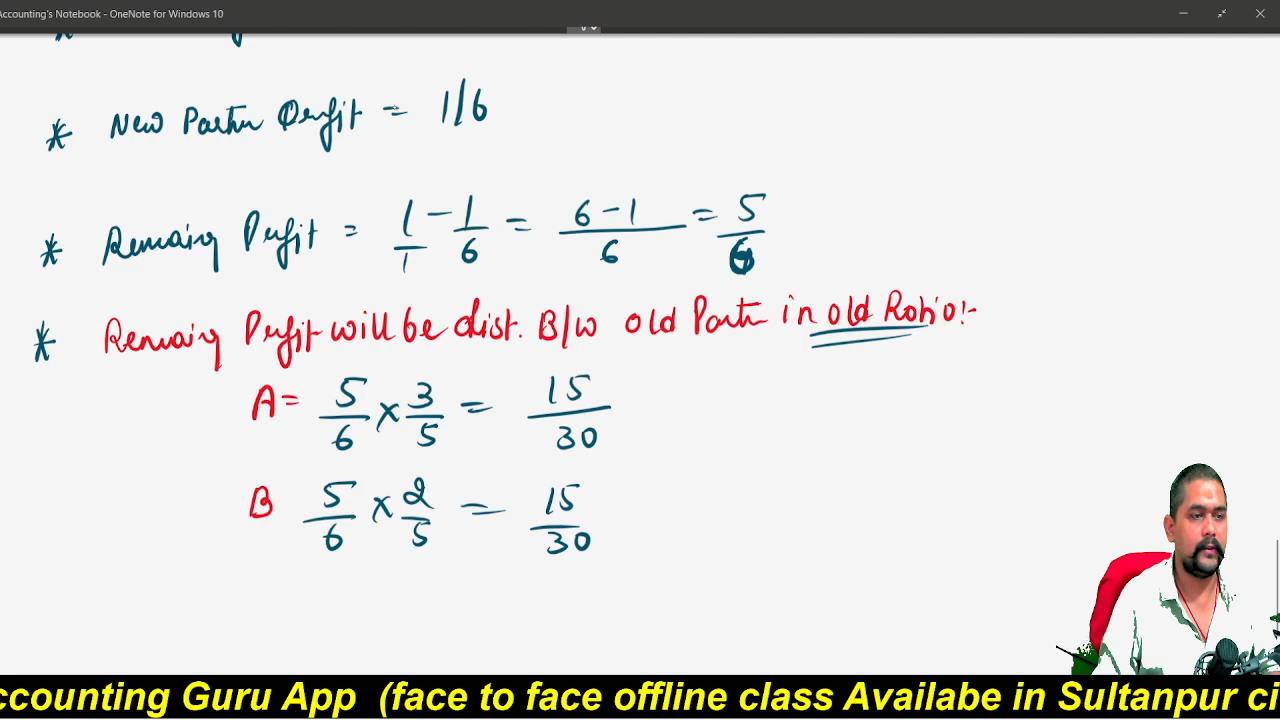 Accounting's Notebook - OneNote for Windows 10
* New Partn Profit = 1/6
* Remaing Profit = 1/1 - 1/6 = 6-1/6 = 5/6
* Remaing Profit will be dist. B/w old Partn in old Ratio:-
A = 5/6 × 3/5 = 15/30
B 5/6 × 2/5 = 15/30
ccounting Guru App (face to face offline class Availabe in Sultanpur ci